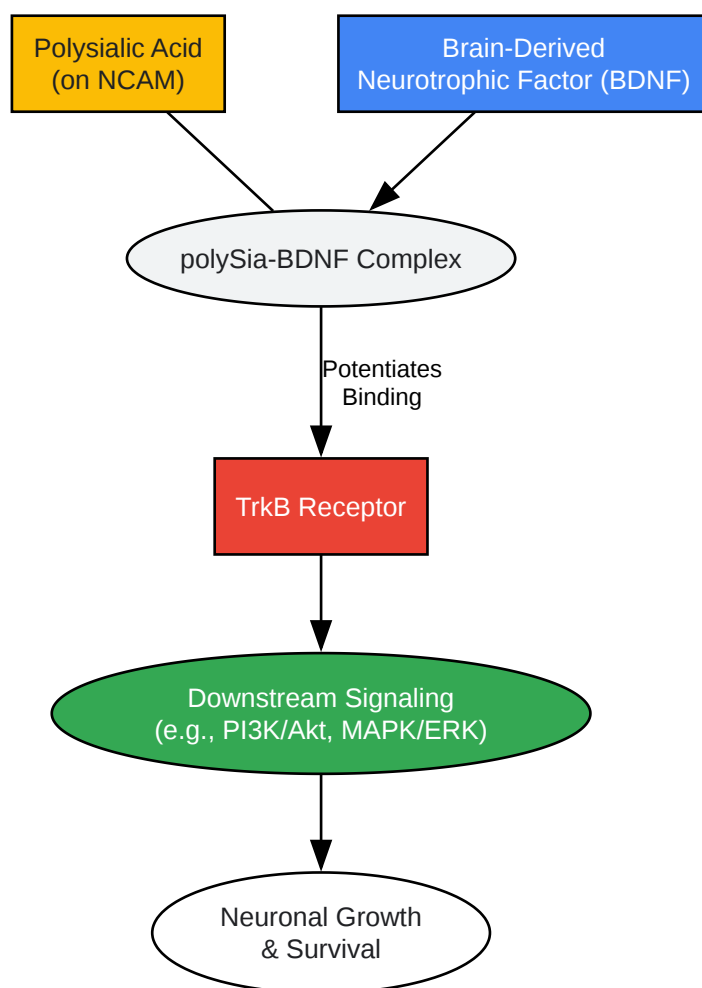 Polysialic Acid
(on NCAM)
Brain-Derived
Neurotrophic Factor (BDNF)
polySia-BDNF Complex
Potentiates
Binding
TrkB Receptor
Downstream Signaling
(e.g., PI3K/Akt, MAPK/ERK)
Neuronal Growth
& Survival